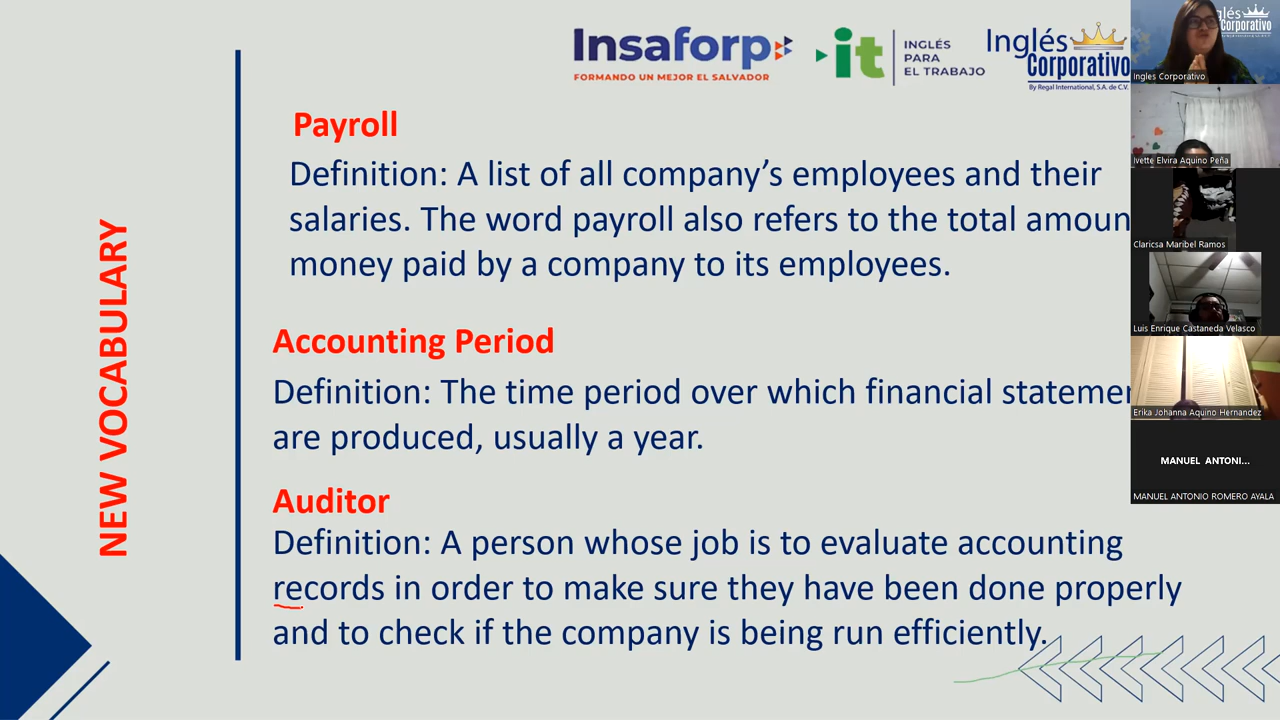 Insaforp
FORMANDO UN MEJOR EL SALVADOR
it
INGLÉS
PARA
EL TRABAJO
Inglés
Corporativo
By Regal International, S.A. de C.V.
NEW VOCABULARY
Payroll
Definition: A list of all company’s employees and their
salaries. The word payroll also refers to the total amoun
money paid by a company to its employees.
Accounting Period
Definition: The time period over which financial statemen
are produced, usually a year.
Auditor
Definition: A person whose job is to evaluate accounting
records in order to make sure they have been done properly
and to check if the company is being run efficiently.
glés
Corporativo
Ingles Corporativo
Ivette Elvira Aquino Peña
Claricsa Maribel Ramos
Luis Enrique Castaneda Velasco
Erika Johanna Aquino Hernandez
MANUEL ANTONI...
MANUEL ANTONIO ROMERO AYALA